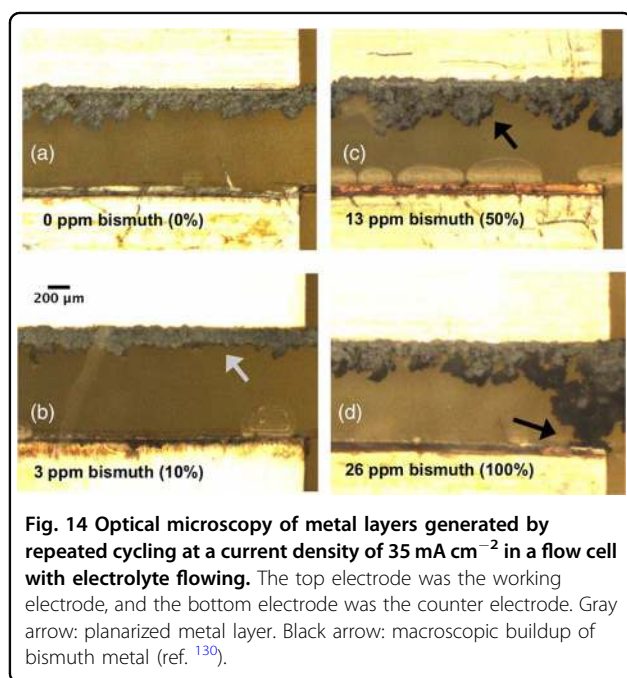 (a)
0 ppm bismuth (0%)
(c)
13 ppm bismuth (50%)
200 μm
(b)
3 ppm bismuth (10%)
(d)
26 ppm bismuth (100%)
Fig. 14 Optical microscopy of metal layers generated by
repeated cycling at a current density of 35 mA cm⁻² in a flow cell
with electrolyte flowing. The top electrode was the working
electrode, and the bottom electrode was the counter electrode. Gray
arrow: planarized metal layer. Black arrow: macroscopic buildup of
bismuth metal (ref. ¹³⁰).